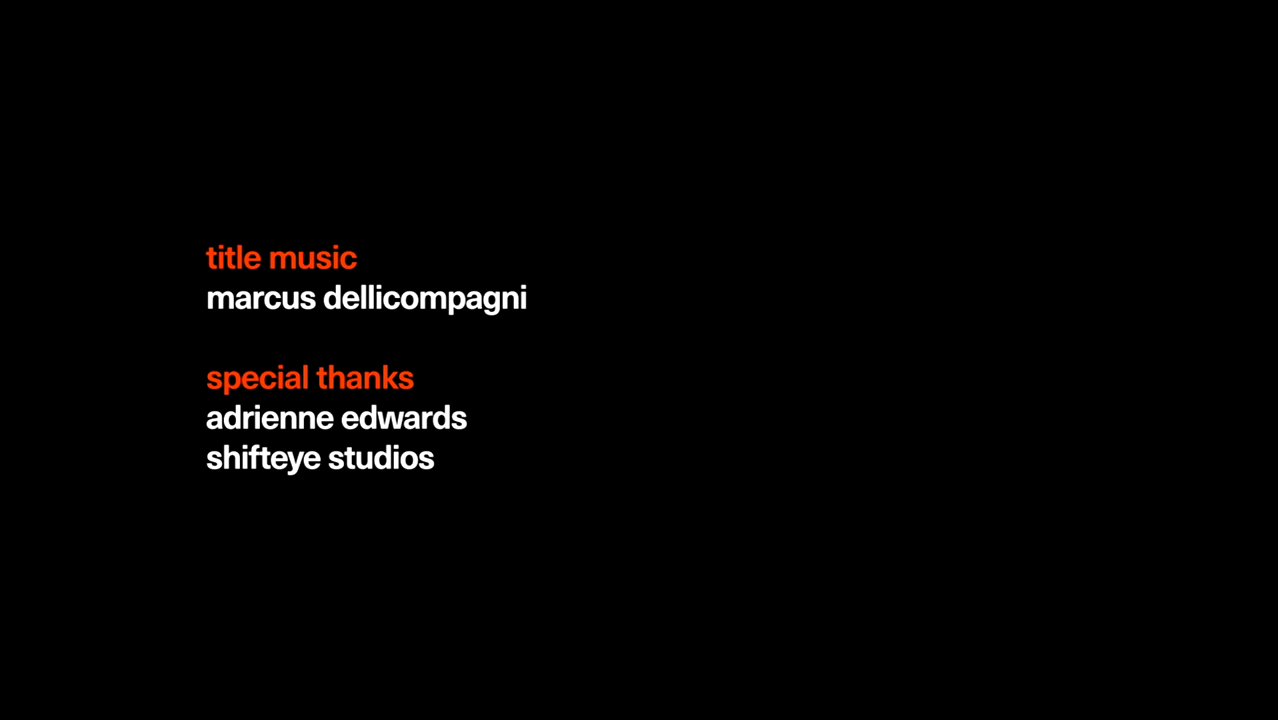 title music
marcus dellicompagni
special thanks
adrienne edwards
shifteye studios